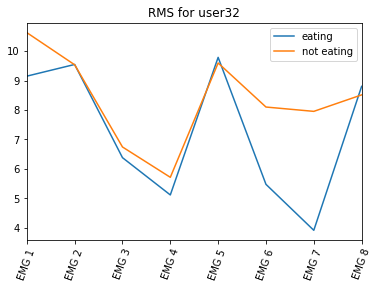 RMS for user32
eating
not eating
10
9
8
7
6
5
4
EMG 1
EMG 2
EMG 3
EMG 4
EMG 5
EMG 6
EMG 7
EMG 8